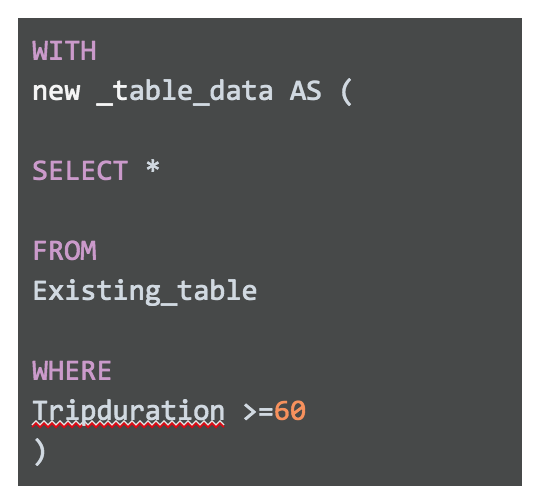 WITH
new _table_data AS (
SELECT *
FROM
Existing_table
WHERE
Tripduration >=60
)